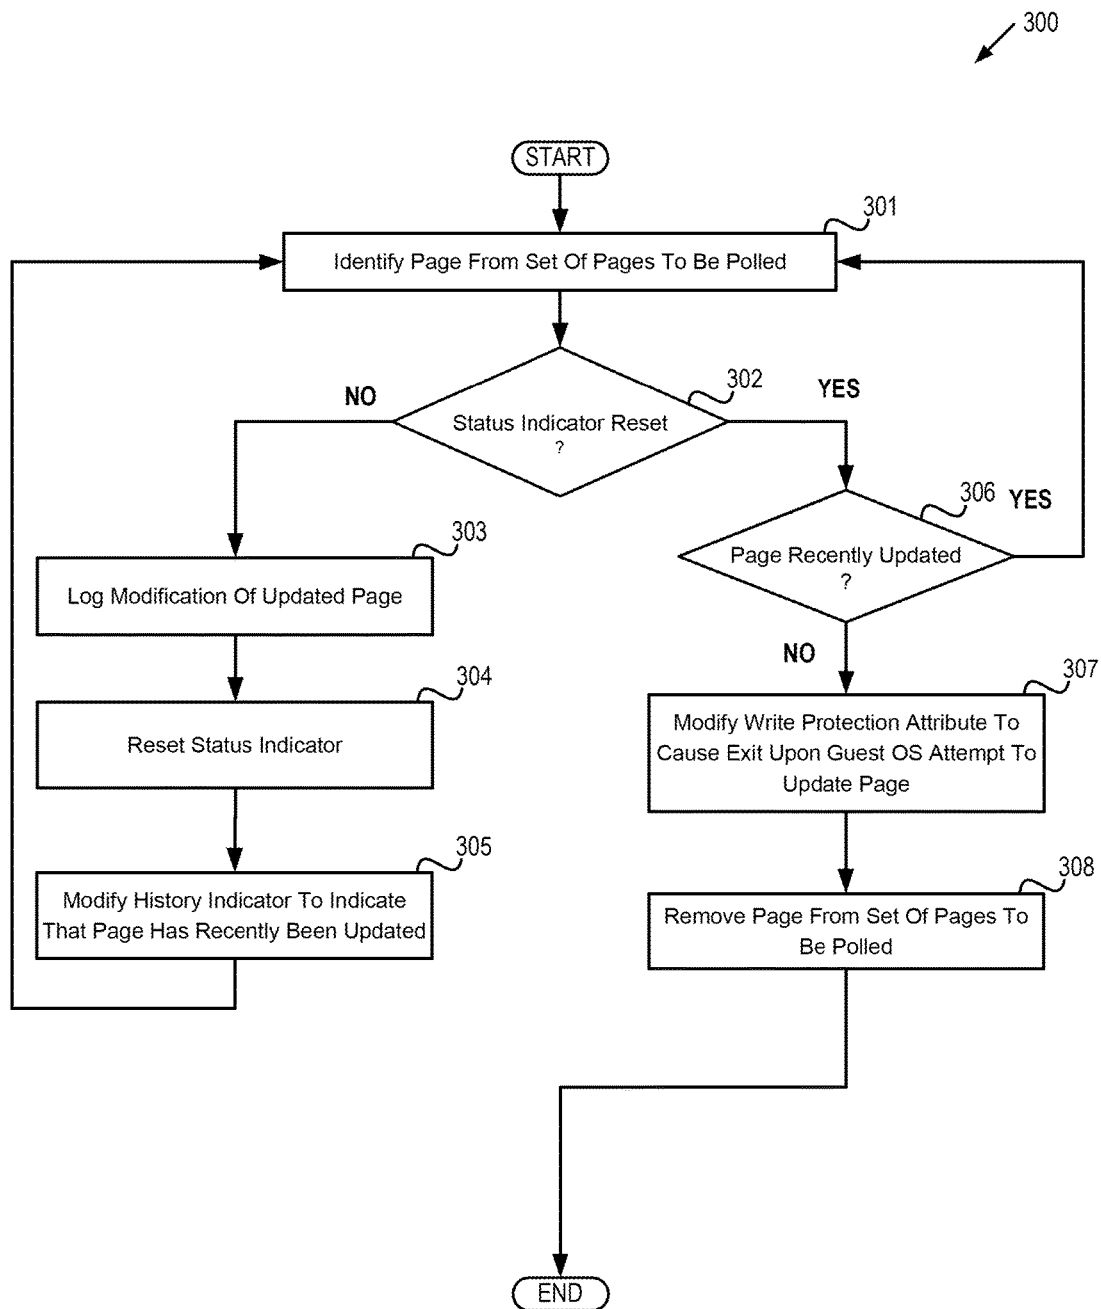 300
START
301
Identify Page From Set Of Pages To Be Polled
302
NO
YES
Status Indicator Reset
?
306
YES
Page Recently Updated
?
303
Log Modification Of Updated Page
NO
304
Reset Status Indicator
307
Modify Write Protection Attribute To
Cause Exit Upon Guest OS Attempt To
Update Page
305
Modify History Indicator To Indicate
That Page Has Recently Been Updated
308
Remove Page From Set Of Pages To
Be Polled
END